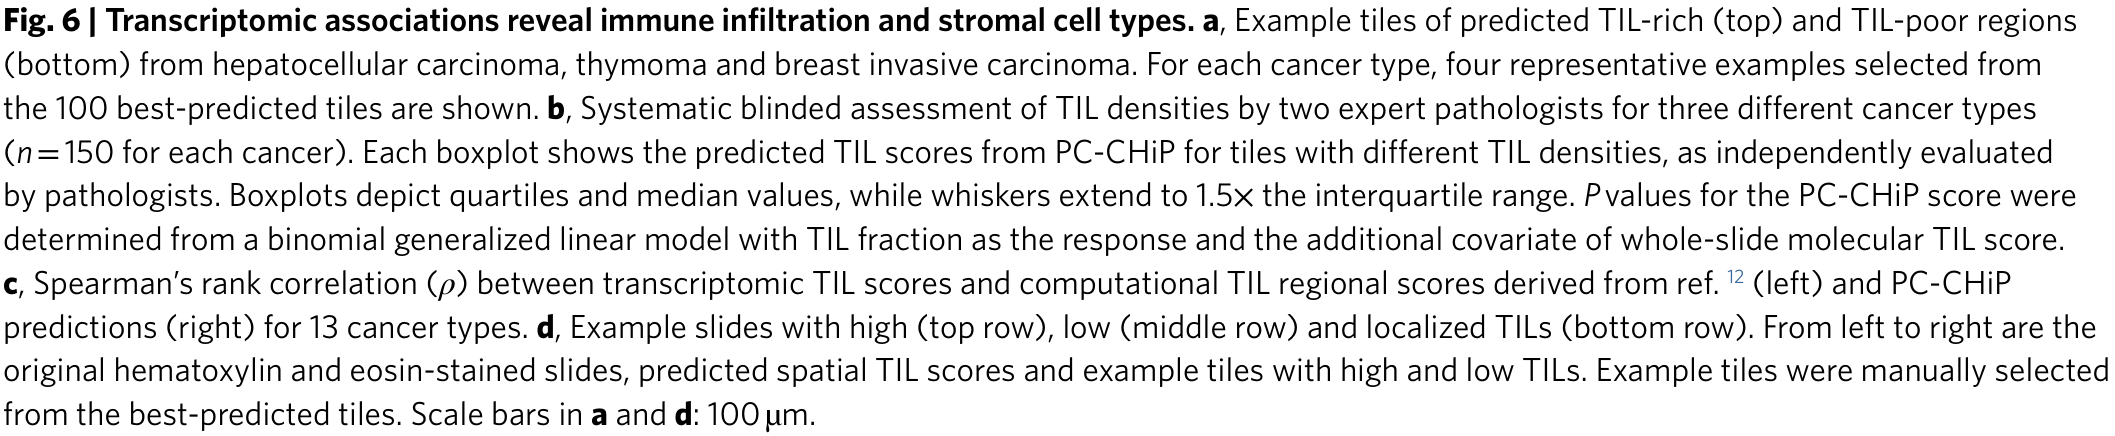 Fig. 6 | Transcriptomic associations reveal immune infiltration and stromal cell types. a, Example tiles of predicted TIL-rich (top) and TIL-poor regions
(bottom) from hepatocellular carcinoma, thymoma and breast invasive carcinoma. For each cancer type, four representative examples selected from
the 100 best-predicted tiles are shown. b, Systematic blinded assessment of TIL densities by two expert pathologists for three different cancer types
(n = 150 for each cancer). Each boxplot shows the predicted TIL scores from PC-CHiP for tiles with different TIL densities, as independently evaluated
by pathologists. Boxplots depict quartiles and median values, while whiskers extend to 1.5× the interquartile range. P values for the PC-CHiP score were
determined from a binomial generalized linear model with TIL fraction as the response and the additional covariate of whole-slide molecular TIL score.
c, Spearman's rank correlation (ρ) between transcriptomic TIL scores and computational TIL regional scores derived from ref. 12 (left) and PC-CHiP
predictions (right) for 13 cancer types. d, Example slides with high (top row), low (middle row) and localized TILs (bottom row). From left to right are the
original hematoxylin and eosin-stained slides, predicted spatial TIL scores and example tiles with high and low TILs. Example tiles were manually selected
from the best-predicted tiles. Scale bars in a and d: 100 μm.